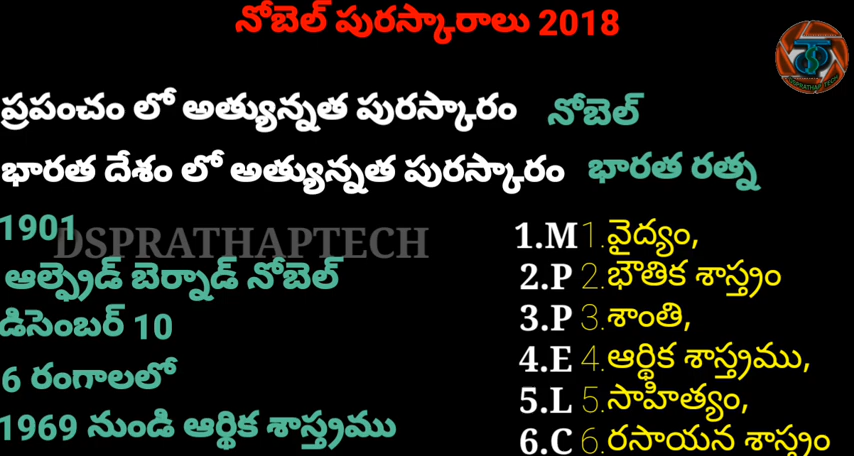 నోబెల్ పురస్కారాలు 2018
ప్రపంచం లో అత్యున్నత పురస్కారం నోబెల్
భారత దేశం లో అత్యున్నత పురస్కారం భారత రత్న
1901
DSPRATHAPTECH
ఆల్ఫ్రెడ్ బెర్నాడ్ నోబెల్
డిసెంబర్ 10
6 రంగాలలో
1969 నుండి ఆర్థిక శాస్త్రము
1.M 1.వైద్యం,
2.P 2.భౌతిక శాస్త్రం
3.P 3.శాంతి,
4.E 4.ఆర్థిక శాస్త్రము,
5.L 5.సాహిత్యం,
6.C 6.రసాయన శాస్త్రం
DSPRATHAP TECH